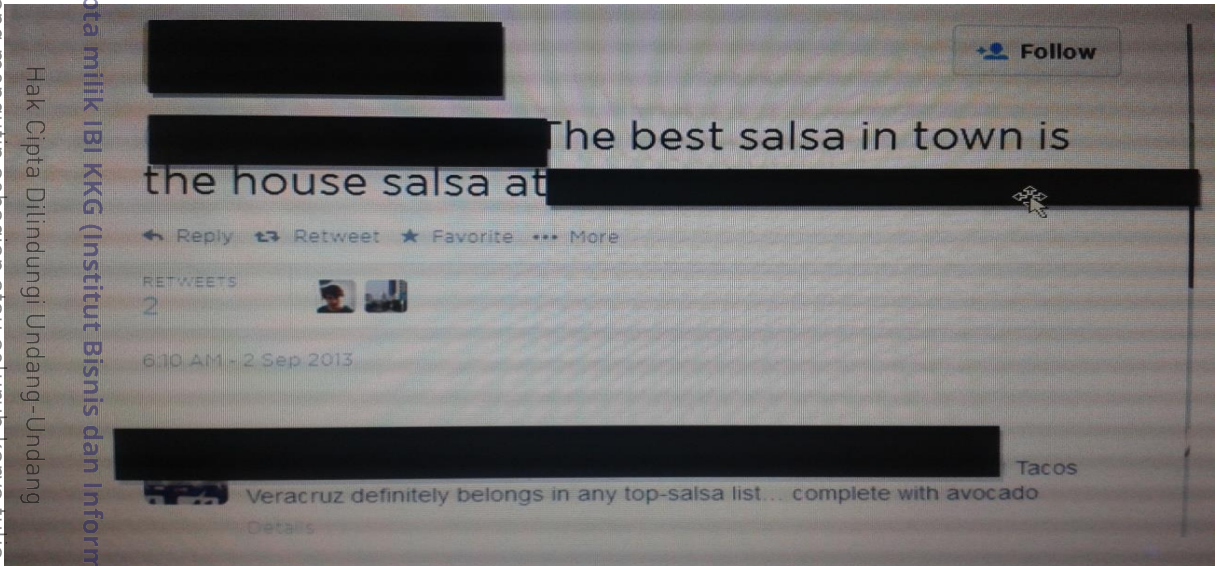 Follow
The best salsa in town is
the house salsa at
Reply Retweet Favorite More
RETWEETS
2
6:10 AM - 2 Sep 2013
Tacos
Veracruz definitely belongs in any top-salsa list... complete with avocado
Details
Hak Cipta Dilindungi Undang-Undang
milik IBI KKG (Institut Bisnis dan